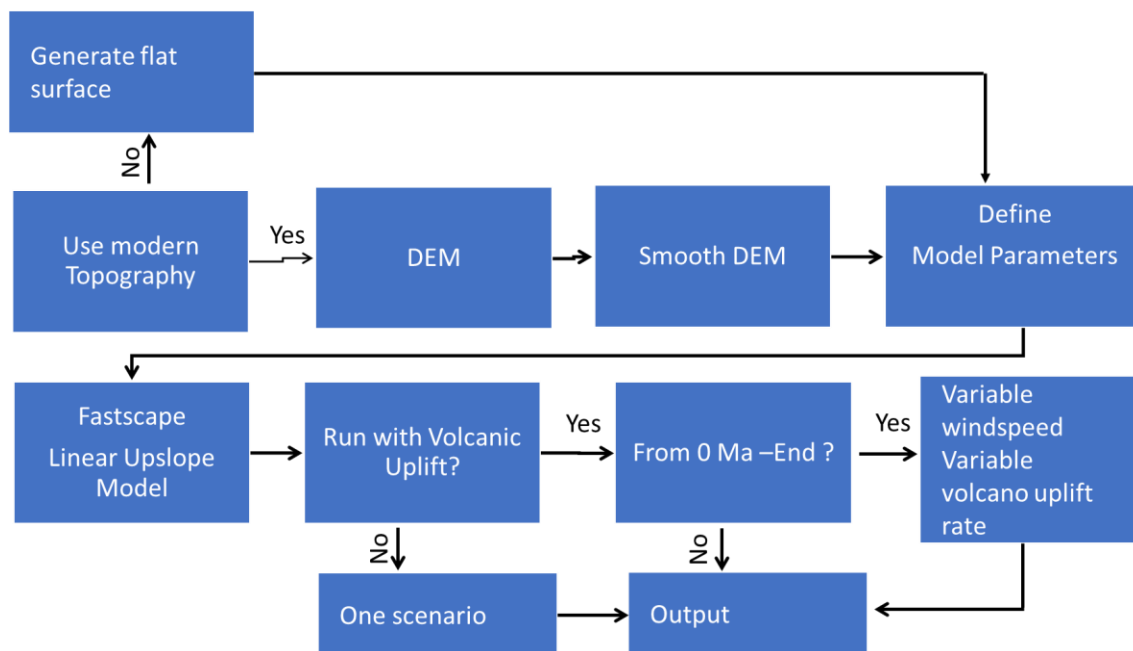 Generate flat
surface
No
Use modern
Topography
Yes
DEM
Smooth DEM
Define
Model Parameters
Fastscape
Linear Upslope
Model
Run with Volcanic
Uplift?
Yes
From 0 Ma –End ?
Yes
Variable
windspeed
Variable
volcano uplift
rate
No
No
One scenario
Output